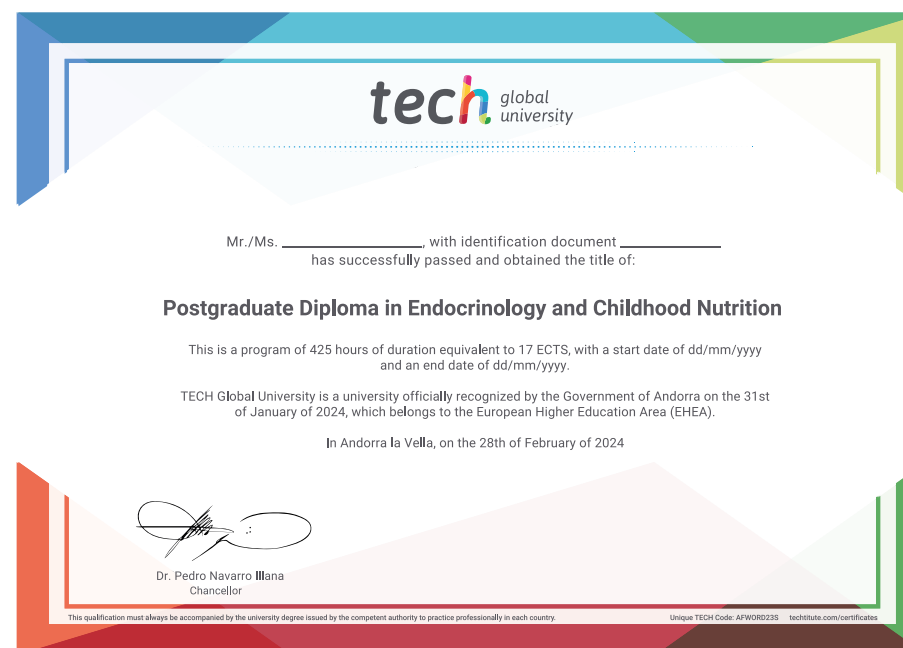 tech global university
Mr./Ms. ____________, with identification document ____________
has successfully passed and obtained the title of:
Postgraduate Diploma in Endocrinology and Childhood Nutrition
This is a program of 425 hours of duration equivalent to 17 ECTS, with a start date of dd/mm/yyyy
and an end date of dd/mm/yyyy.
TECH Global University is a university officially recognized by the Government of Andorra on the 31st
of January of 2024, which belongs to the European Higher Education Area (EHEA).
In Andorra la Vella, on the 28th of February of 2024
Dr. Pedro Navarro Illana
Chancellor
This qualification must always be accompanied by the university degree issued by the competent authority to practice professionally in each country.
Unique TECH Code: AFWORD23S techtitute.com/certificates